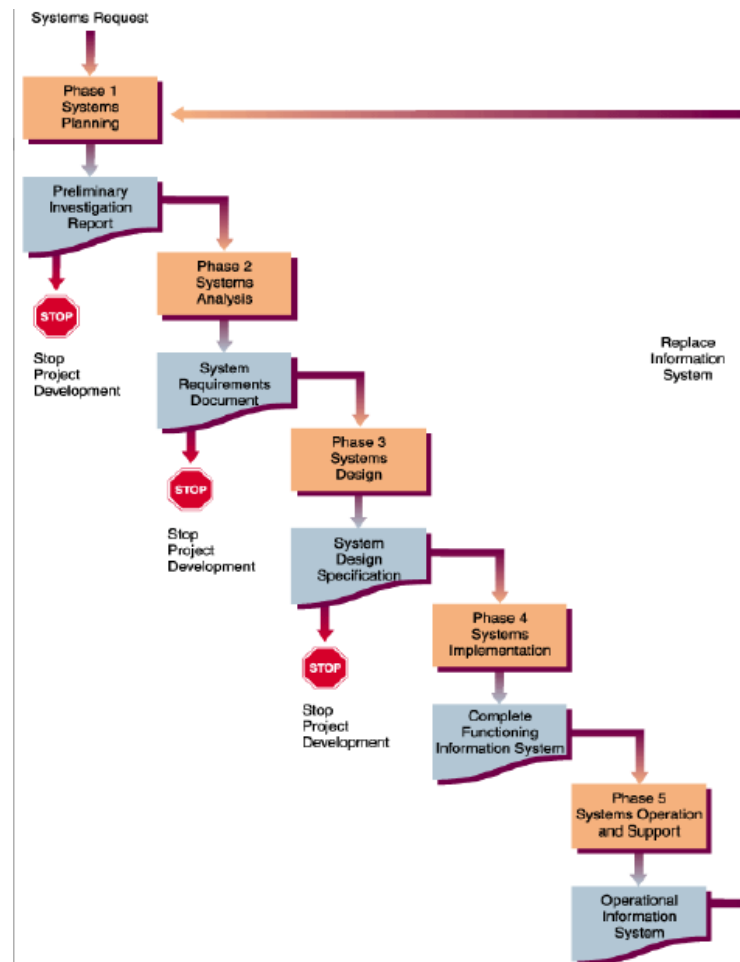 Systems Request
Phase 1
Systems
Planning
Preliminary
Investigation
Report
STOP
Stop
Project
Development
Phase 2
Systems
Analysis
System
Requirements
Document
STOP
Stop
Project
Development
Replace
Information
System
Phase 3
Systems
Design
System
Design
Specification
STOP
Stop
Project
Development
Phase 4
Systems
Implementation
Complete
Functioning
Information System
Phase 5
Systems Operation
and Support
Operational
Information
System